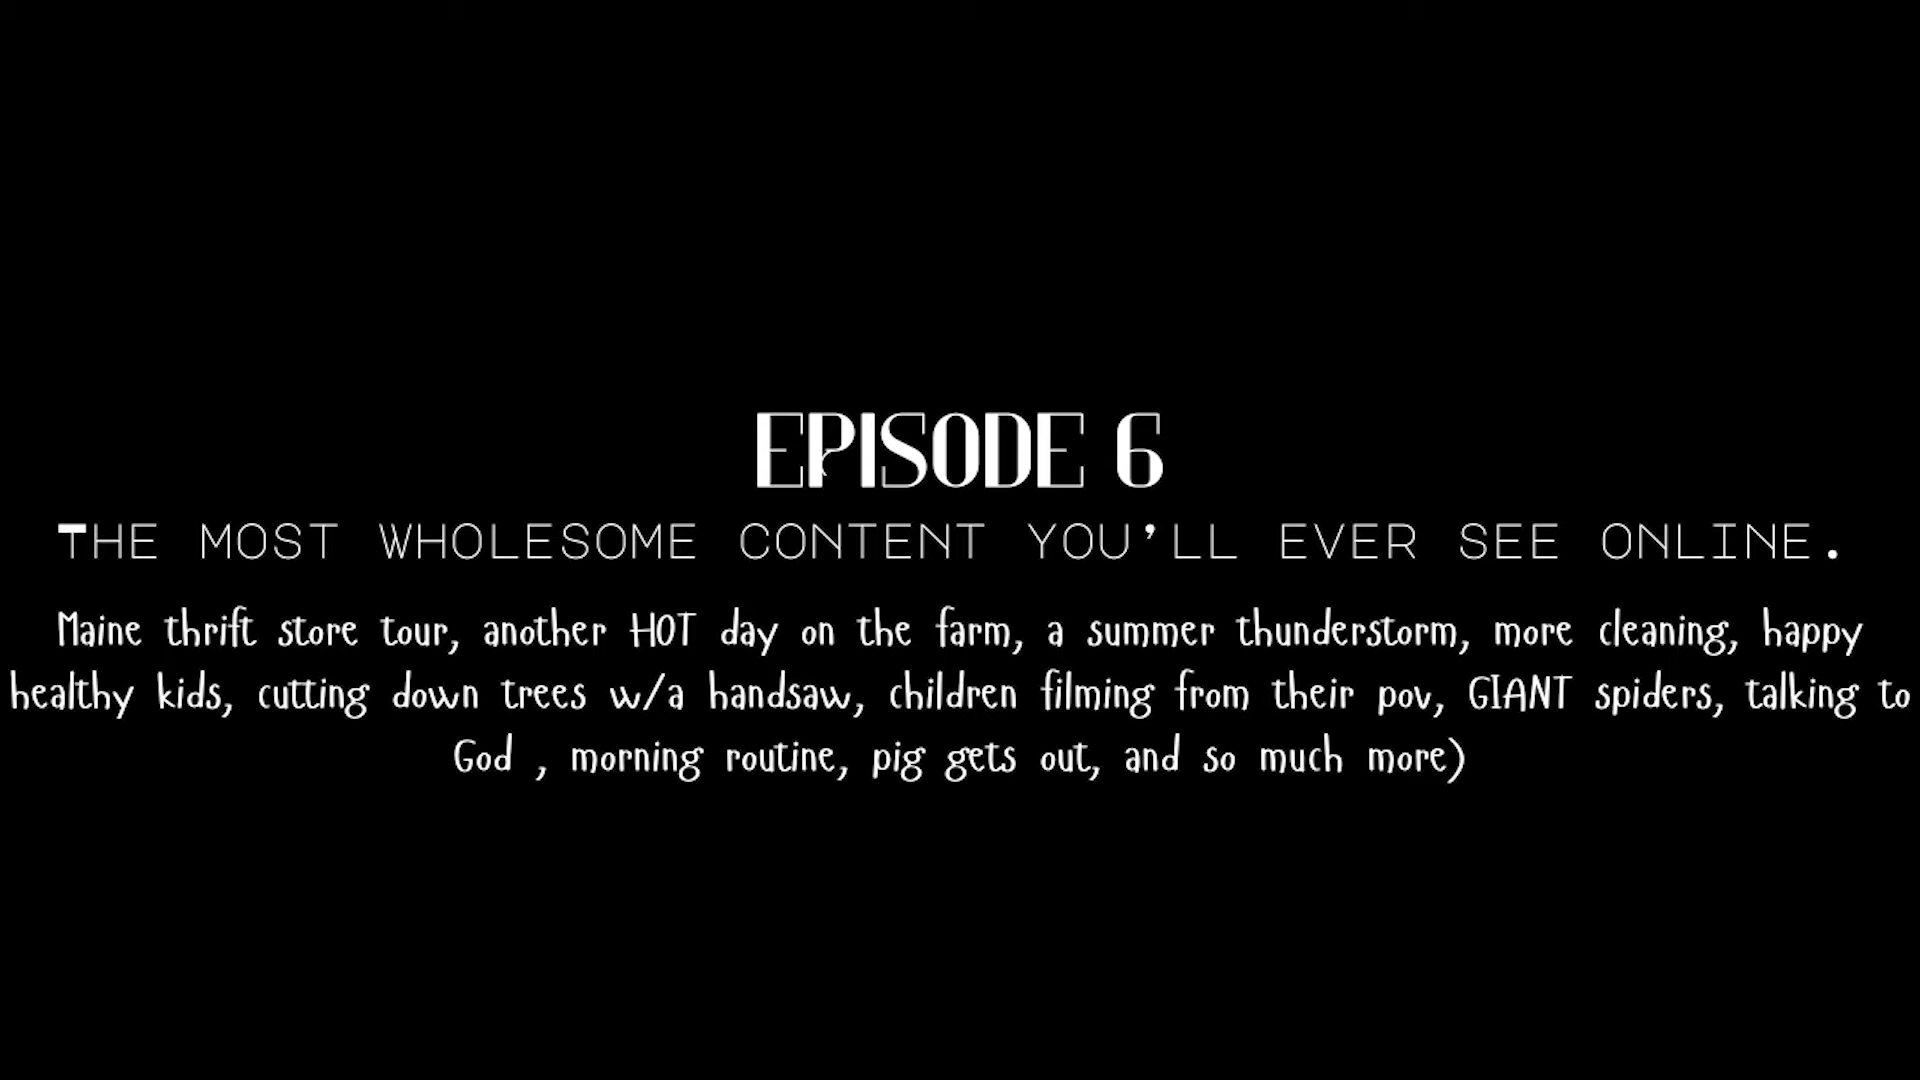 EPISODE 6
THE MOST WHOLESOME CONTENT YOU'LL EVER SEE ONLINE.
Maine thrift store tour, another HOT day on the farm, a summer thunderstorm, more cleaning, happy
healthy kids, cutting down trees w/a handsaw, children filming from their pov, GIANT spiders, talking to
God , morning routine, pig gets out, and so much more)